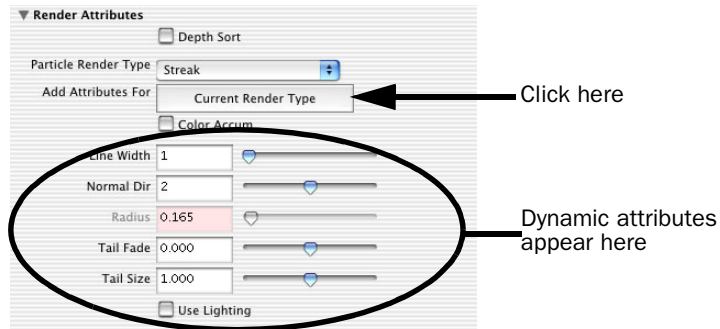 Render Attributes
Depth Sort
Particle Render Type Streak
Add Attributes For Current Render Type
Click here
Color Accum
Line Width 1
Normal Dir 2
Radius 0.165
Dynamic attributes
appear here
Tail Fade 0.000
Tail Size 1.000
Use Lighting